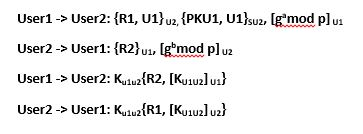 User1 -> User2: {R1, U1}U2, {PKU1, U1}SU2, [gᵃmod p] U1
User2 -> User1: {R2}U1, [gᵇmod p] U2
User1 -> User2: Ku1u2{R2, [KU1U2] U1}
User2 -> User1: Ku1u2{R1, [KU1U2] U2}